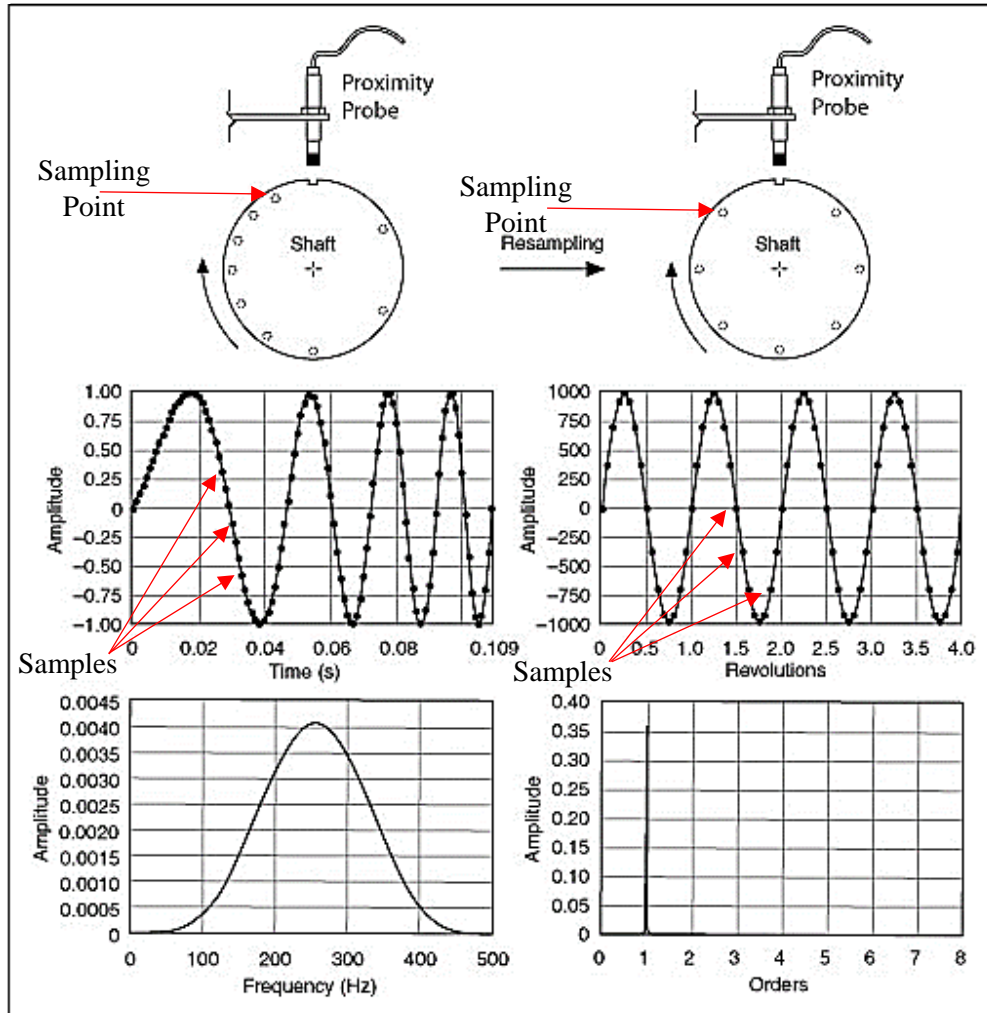 Proximity
Probe
Sampling
Point
Shaft
Resampling
Proximity
Probe
Sampling
Point
Shaft
Amplitude
1.00
0.75
0.50
0.25
0
−0.25
−0.50
−0.75
−1.00
0 0.02 0.04 0.06 0.08 0.109
Time (s)
Samples
Amplitude
1000
750
500
250
0
−250
−500
−750
−1000
0 0.5 1.0 1.5 2.0 2.5 3.0 3.5 4.0
Revolutions
Samples
Amplitude
0.0045
0.0040
0.0035
0.0030
0.0025
0.0020
0.0015
0.0010
0.0005
0
0 100 200 300 400 500
Frequency (Hz)
Amplitude
0.40
0.35
0.30
0.25
0.20
0.15
0.10
0.05
0
0 1 2 3 4 5 6 7 8
Orders